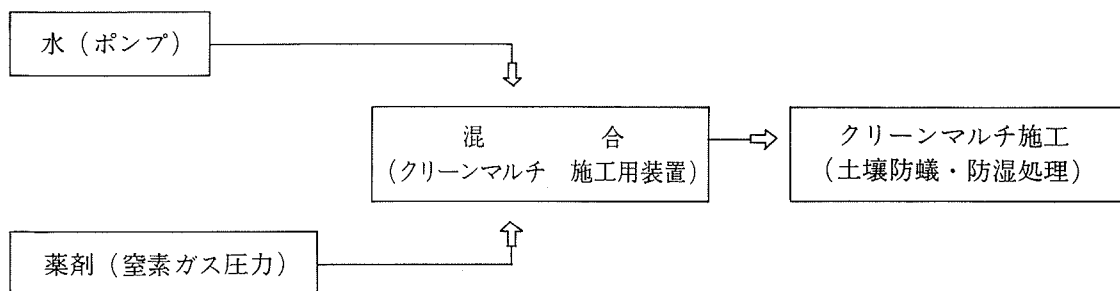 水（ポンプ）
混　　　合
（クリーンマルチ　施工用装置）
クリーンマルチ施工
（土壌防蟻・防湿処理）
薬剤（窒素ガス圧力）